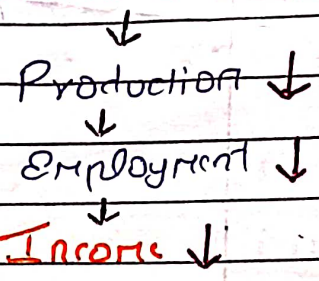 ↓
Production ↓
↓
Employment ↓
↓
Income ↓